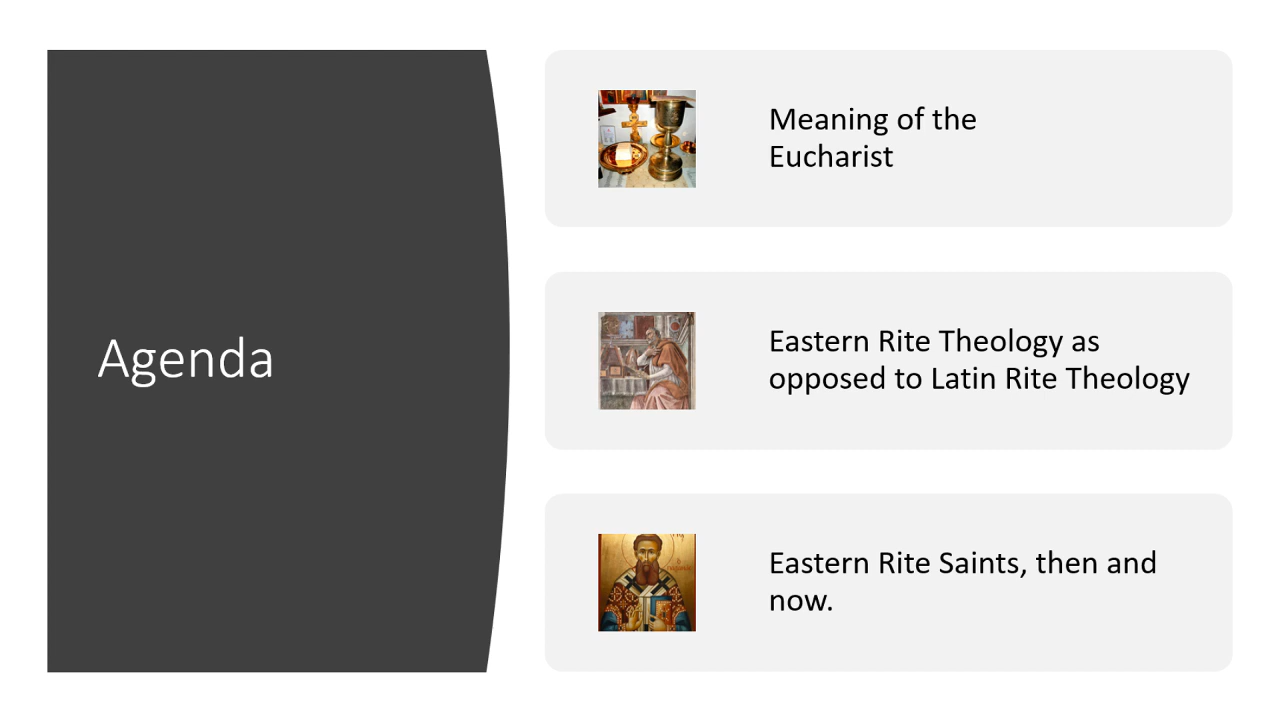 Agenda
Meaning of the
Eucharist
Eastern Rite Theology as
opposed to Latin Rite Theology
Eastern Rite Saints, then and
now.